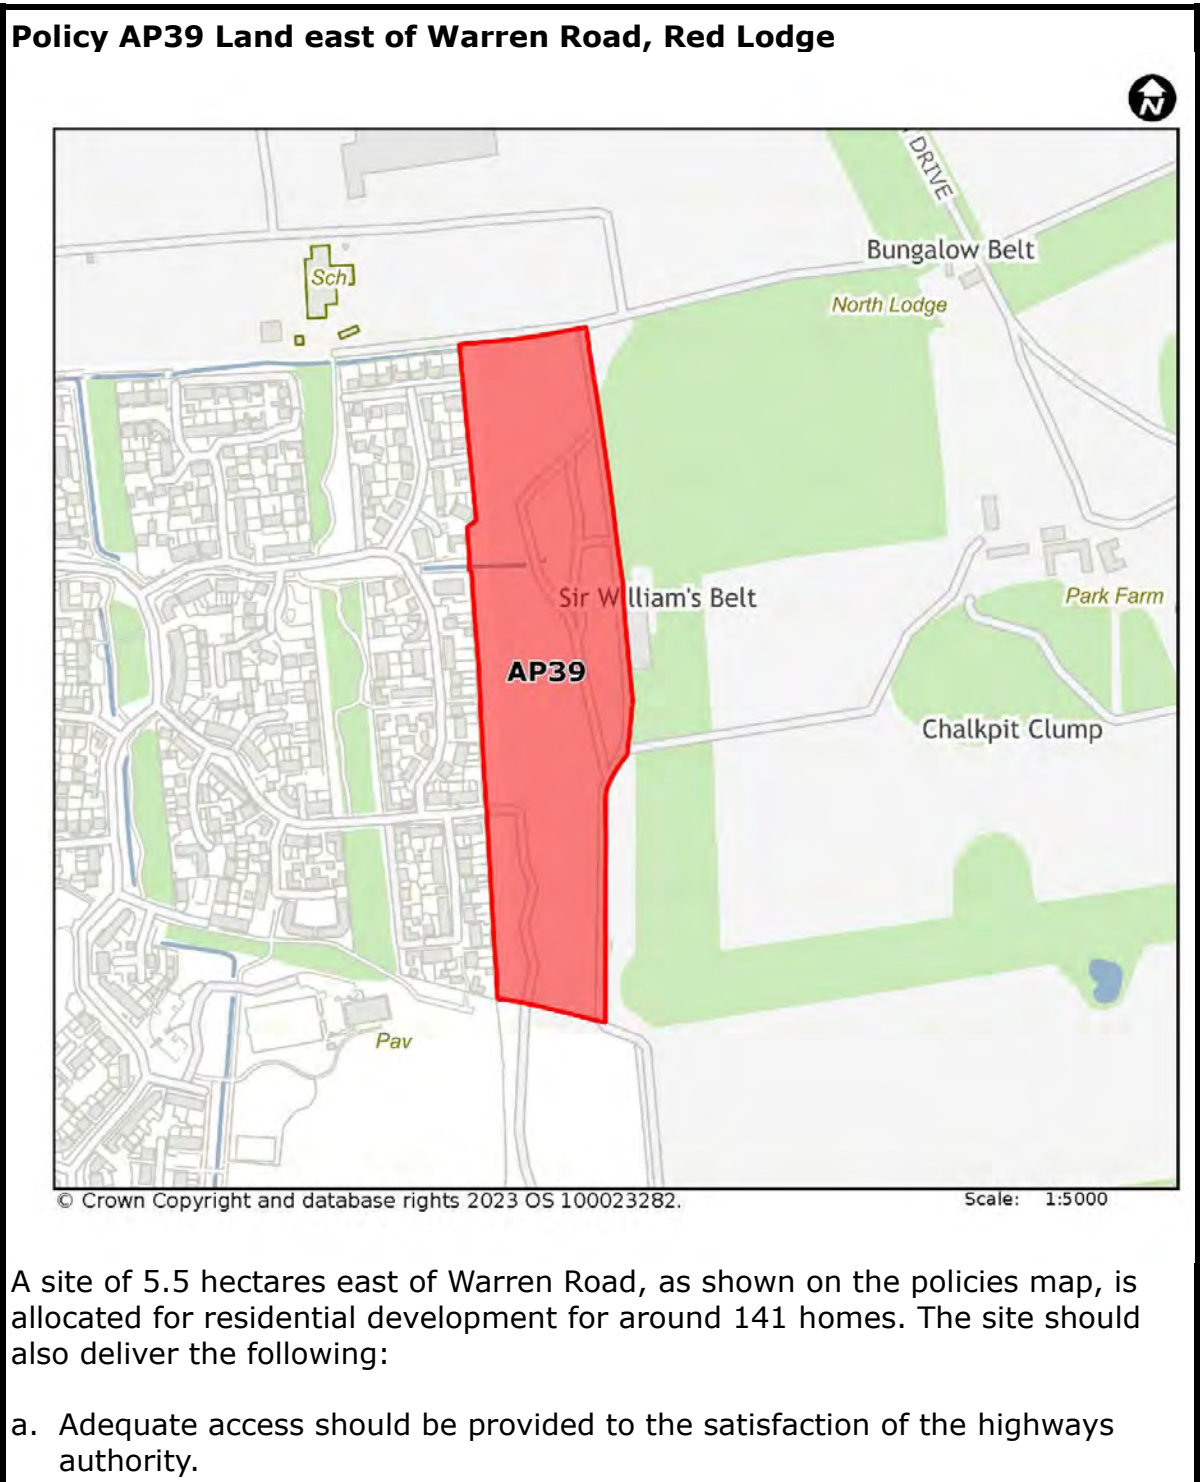 Policy AP39 Land east of Warren Road, Red Lodge
N
DRIVE
Bungalow Belt
Sch
North Lodge
Sir William's Belt
Park Farm
AP39
Chalkpit Clump
Pav
© Crown Copyright and database rights 2023 OS 100023282.
Scale: 1:5000
A site of 5.5 hectares east of Warren Road, as shown on the policies map, is
allocated for residential development for around 141 homes. The site should
also deliver the following:
a. Adequate access should be provided to the satisfaction of the highways
authority.